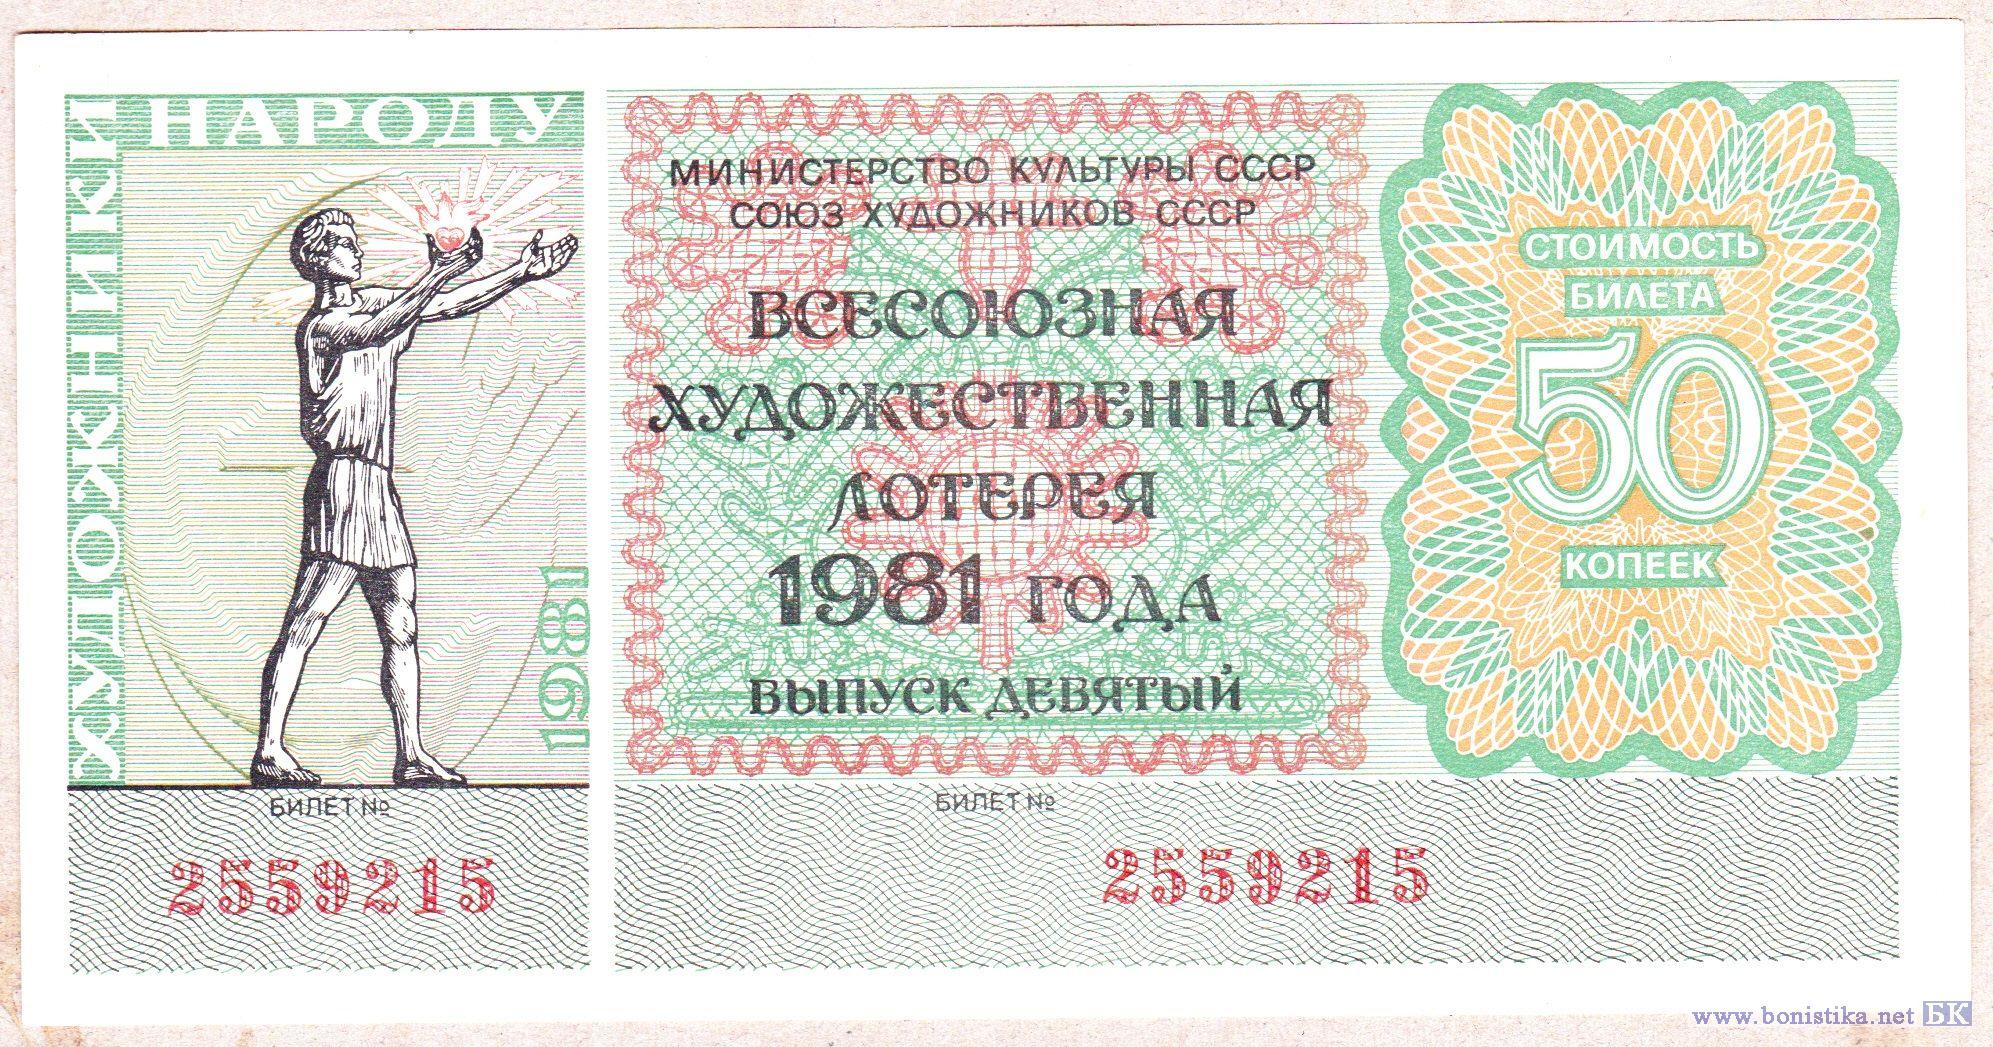 ХУДОЖНИКИ НАРОДУ
1981
БИЛЕТ №
2559215
МИНИСТЕРСТВО КУЛЬТУРЫ СССР
СОЮЗ ХУДОЖНИКОВ СССР
ВСЕСОЮЗНАЯ
ХУДОЖЕСТВЕННАЯ
ЛОТЕРЕЯ
1981 ГОДА
ВЫПУСК ДЕВЯТЫЙ
БИЛЕТ №
2559215
СТОИМОСТЬ
БИЛЕТА
50
КОПЕЕК
www.bonistika.net БК